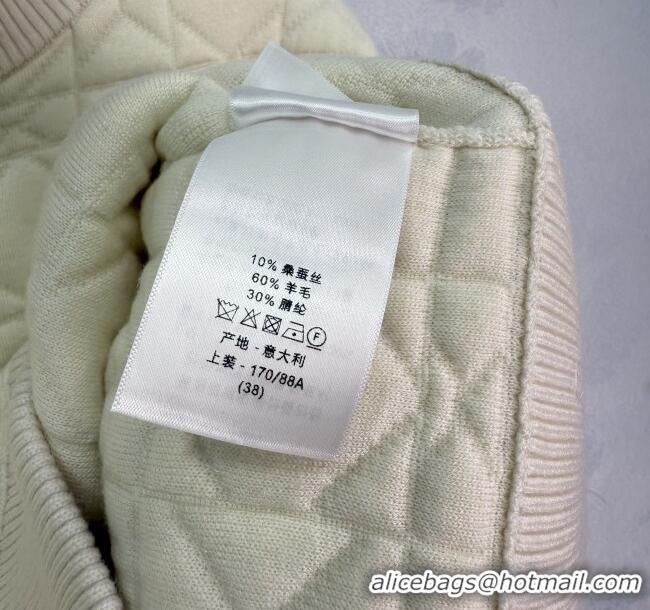 10% 桑蚕丝
60% 羊毛
30% 腈纶
F
产地 - 意大利
上装 - 170/88A
(38)
alicebags@hotmail.com